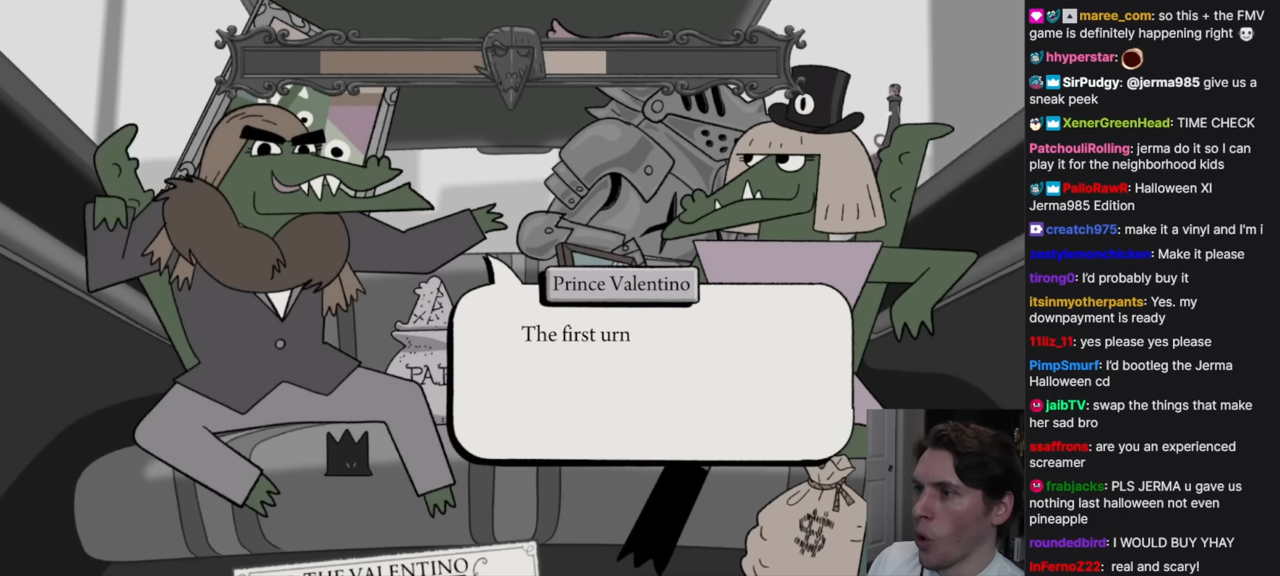 Prince Valentino
The first urn
PA
THE VALENTINO
$
maree_com: so this + the FMV
game is definitely happening right
hhyperstar:
SirPudgy: @jerma985 give us a
sneak peek
XenerGreenHead: TIME CHECK
PatchouliRolling: jerma do it so I can
play it for the neighborhood kids
PalloRawR: Halloween XI
Jerma985 Edition
creatch975: make it a vinyl and I'm i
zestylemonchicken: Make it please
tirong0: I'd probably buy it
itsinmyotherpants: Yes. my
downpayment is ready
11liz_11: yes please yes please
PimpSmurf: I'd bootleg the Jerma
Halloween cd
jaibTV: swap the things that make
her sad bro
ssaffrons: are you an experienced
screamer
frabjacks: PLS JERMA u gave us
nothing last halloween not even
pineapple
roundedbird: I WOULD BUY YHAY
InFernoZ22: real and scary!